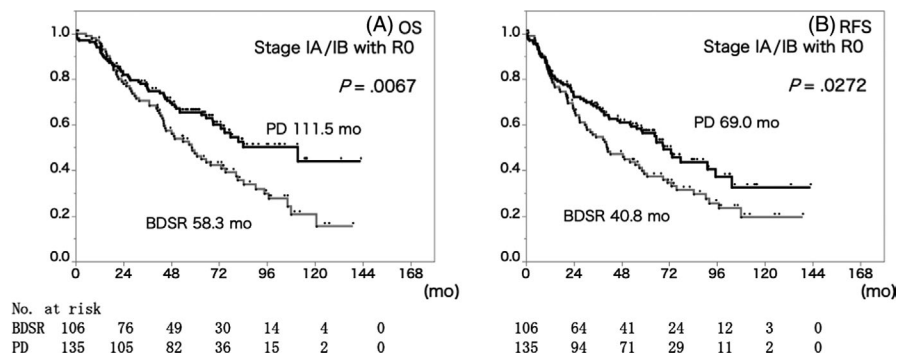 (A) OS
Stage IA/IB with R0
P = .0067
PD 111.5 mo
BDSR 58.3 mo
1.0
0.8
0.6
0.4
0.2
0.0
0 24 48 72 96 120 144 168
(mo)
(B) RFS
Stage IA/IB with R0
P = .0272
PD 69.0 mo
BDSR 40.8 mo
1.0
0.8
0.6
0.4
0.2
0.0
0 24 48 72 96 120 144 168
(mo)
No. at risk
BDSR 106 76 49 30 14 4 0 106 64 41 24 12 3 0
PD 135 105 82 36 15 2 0 135 94 71 29 11 2 0